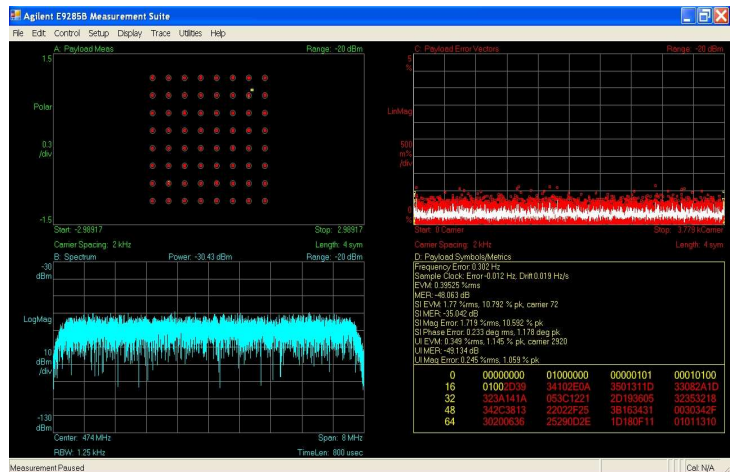 Agilent E9285B Measurement Suite
File Edit Control Setup Display Trace Utilities Help
A: Payload Meas Range: -20 dBm
1.5
Polar
0.3
/div
-1.5
Start: -2.98917 Stop: 2.98917
Carrier Spacing: 2 kHz Length: 4 sym
C: Payload Error Vectors Range: -20 dBm
5
%
LinMag
500
m%
/div
0
%
Start: 0 Carrier Stop: 3.779 kCarrier
Carrier Spacing: 2 kHz Length: 4 sym
B: Spectrum Power: -30.43 dBm Range: -20 dBm
-30
dBm
LogMag
10
dBm
/div
-130
dBm
Center: 474 MHz Span: 8 MHz
RBW: 1.25 kHz TimeLen: 800 usec
D: Payload Symbols/Metrics
Frequency Error: 0.302 Hz
Sample Clock: Error-0.012 Hz, Drift 0.019 Hz/s
EVM: 0.39525 %rms
MER: -48.063 dB
SI EVM: 1.77 %rms, 10.792 % pk, carrier 72
SI MER: -35.042 dB
SI Mag Error: 1.719 %rms, 10.592 % pk
SI Phase Error: 0.233 deg rms, 1.178 deg pk
UI EVM: 0.349 %rms, 1.145 % pk, carrier 2920
UI MER: -49.134 dB
UI Mag Error: 0.245 %rms, 1.059 % pk
0 00000000 01000000 00000101 00010100
16 01002D39 34102E0A 3501311D 33082A1D
32 323A141A 053C1221 2D193605 32353218
48 342C3813 22022F25 3B163431 0030342F
64 30200636 25290D2E 1D180F11 01011310
Measurement Paused Cal: N/A